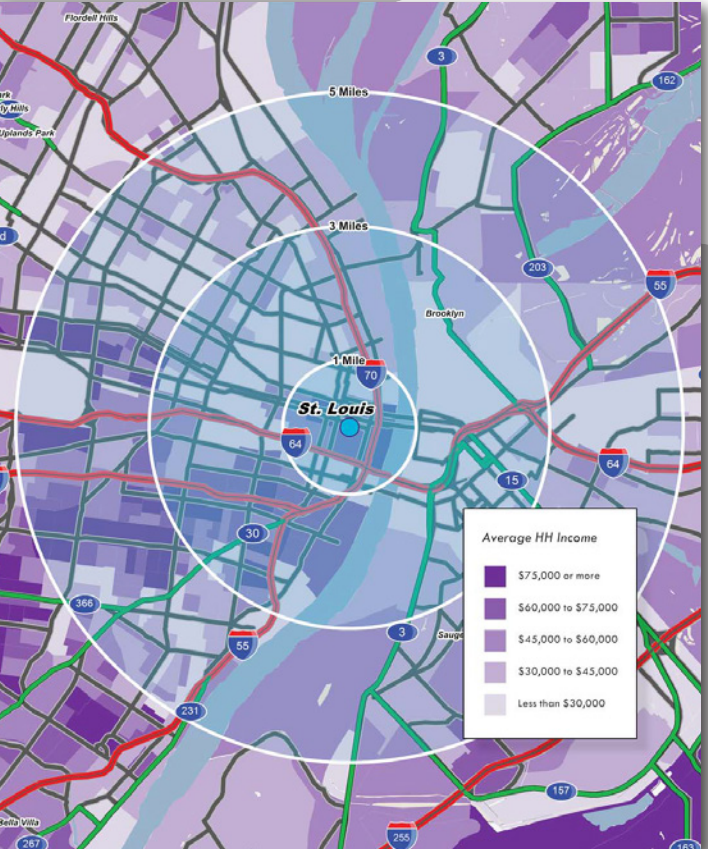 Flordell Hills
3
162
5 Miles
ark
ly Hills
Uplands Park
d
3 Miles
203
55
Brooklyn
1 Mile
70
St. Louis
64
64
15
30
Average HH Income
$75,000 or more
$60,000 to $75,000
$45,000 to $60,000
$30,000 to $45,000
Less than $30,000
366
3
Sauge
55
231
157
Bella Villa
255
267
163